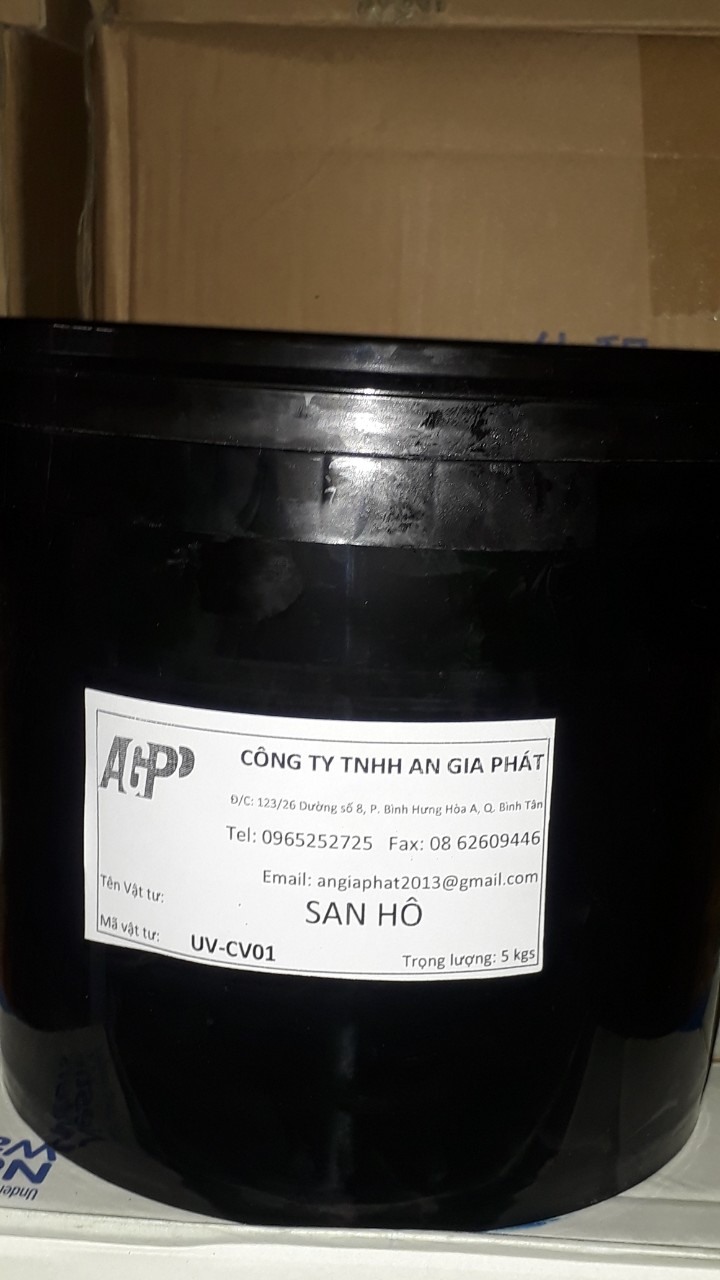 AGP
CÔNG TY TNHH AN GIA PHÁT
Đ/C: 123/26 Dường số 8, P. Bình Hưng Hòa A, Q. Bình Tân
Tel: 0965252725 Fax: 08 62609446
Email: angiaphat2013@gmail.com
Tên Vật tư: SAN HÔ
Mã vật tư: UV-CV01 Trọng lượng: 5 kgs